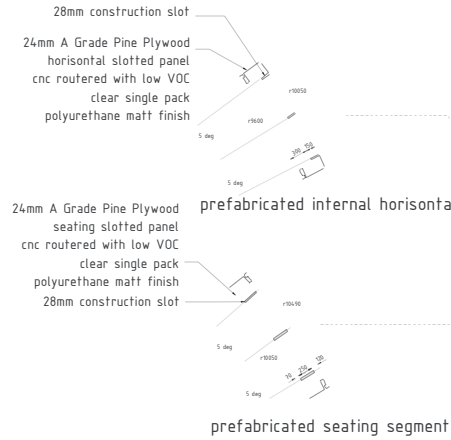 28mm construction slot
24mm A Grade Pine Plywood
horisontal slotted panel
cnc routered with low VOC
clear single pack
polyurethane matt finish
r10050
r9600
5 deg
200 150
5 deg
prefabricated internal horisonta
24mm A Grade Pine Plywood
seating slotted panel
cnc routered with low VOC
clear single pack
polyurethane matt finish
28mm construction slot
r10490
5 deg
r10050
70 250 120
5 deg
prefabricated seating segment